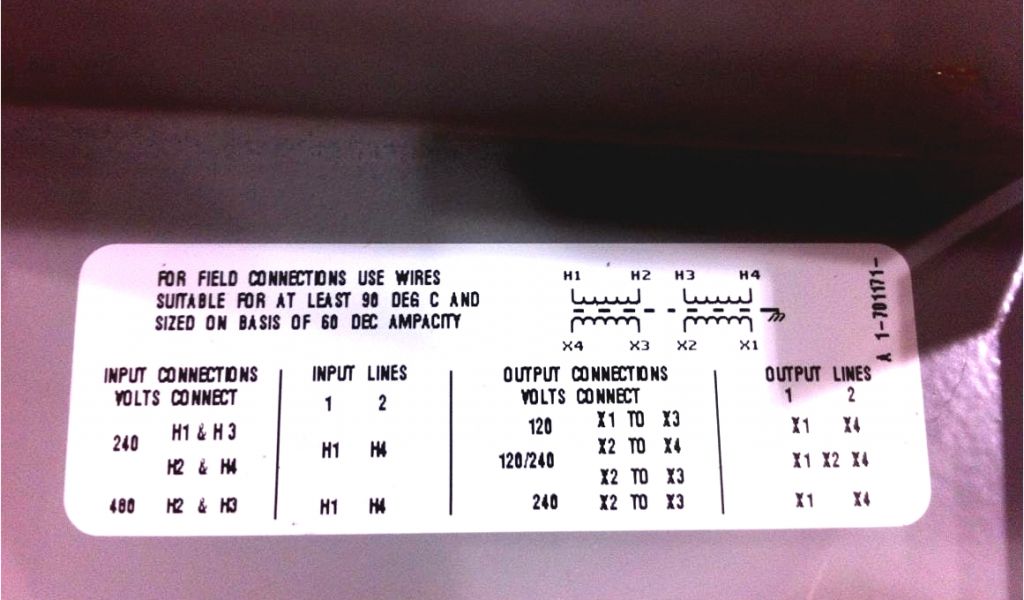 FOR FIELD CONNECTIONS USE WIRES
SUITABLE FOR AT LEAST 90 DEG C AND
SIZED ON BASIS OF 60 DEC AMPACITY
H1 H2 H3 H4
X4 X3 X2 X1
A 1-701171-
INPUT CONNECTIONS
VOLTS CONNECT
240 H1 & H3
H2 & H4
480 H2 & H3
INPUT LINES
1 2
H1 H4
H1 H4
OUTPUT CONNECTIONS
VOLTS CONNECT
120 X1 TO X3
X2 TO X4
120/240
X2 TO X3
240 X2 TO X3
OUTPUT LINES
1 2
X1 X4
X1 X2 X4
X1 X4